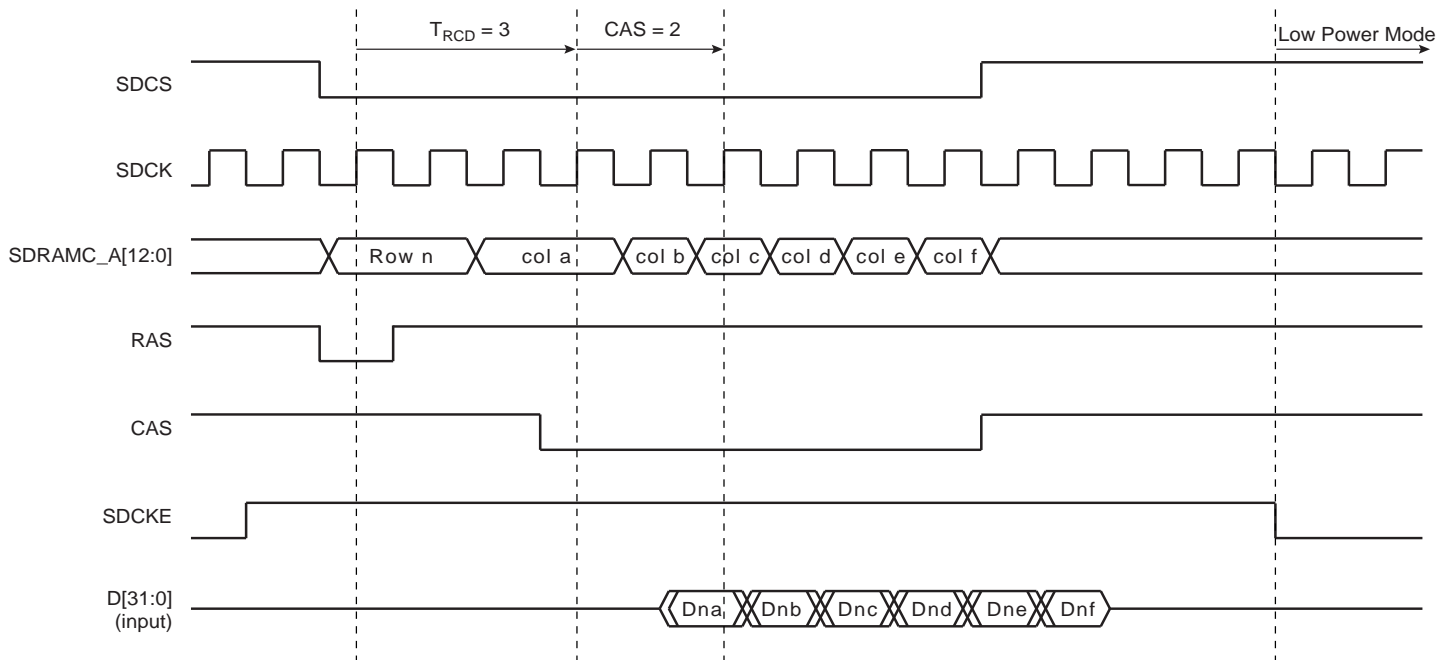 T_RCD = 3
CAS = 2
Low Power Mode
SDCS
SDCK
SDRAMC_A[12:0]
Row n
col a
col b
col c
col d
col e
col f
RAS
CAS
SDCKE
D[31:0]
(input)
Dna
Dnb
Dnc
Dnd
Dne
Dnf